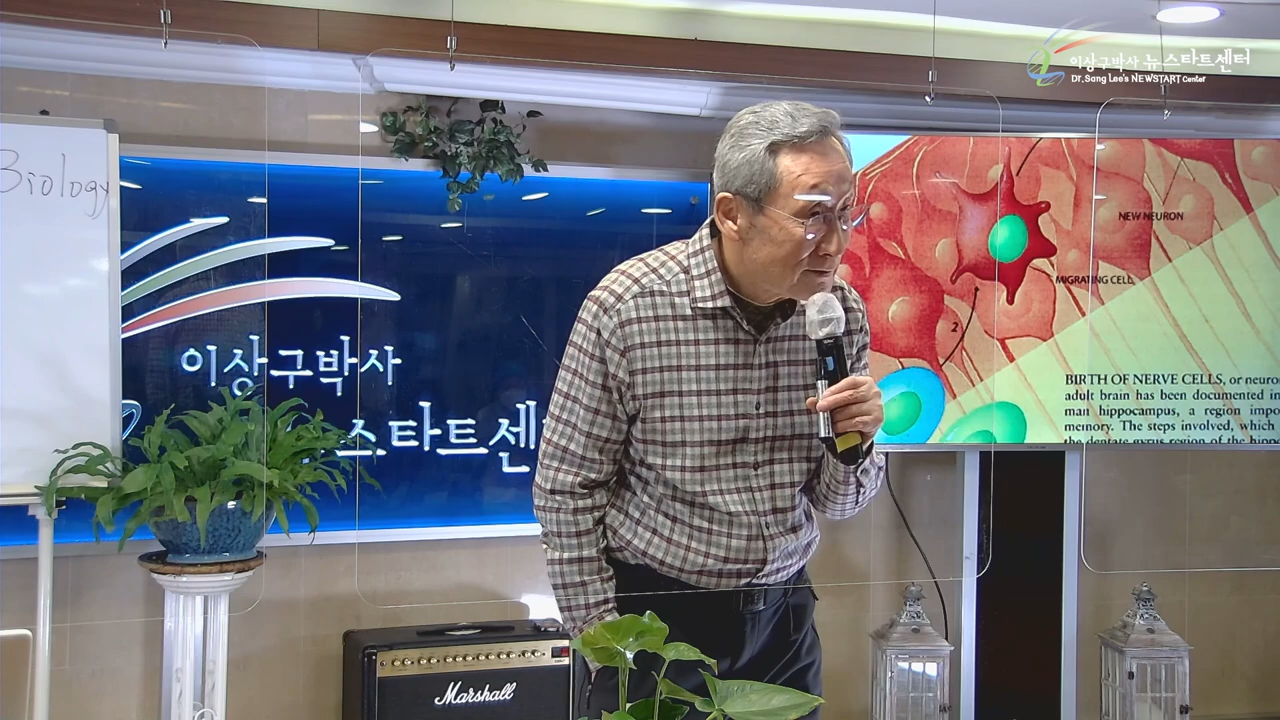 이상구박사 뉴스타트센터
Dr. Sang Lee's NEWSTART Center
Biology
이상구박사
스타트센
NEW NEURON
MIGRATING CELL
2
BIRTH OF NERVE CELLS, or neuro
adult brain has been documented in
man hippocampus, a region impo
memory. The steps involved, which
the dentate gyrus region of the hipp
Marshall